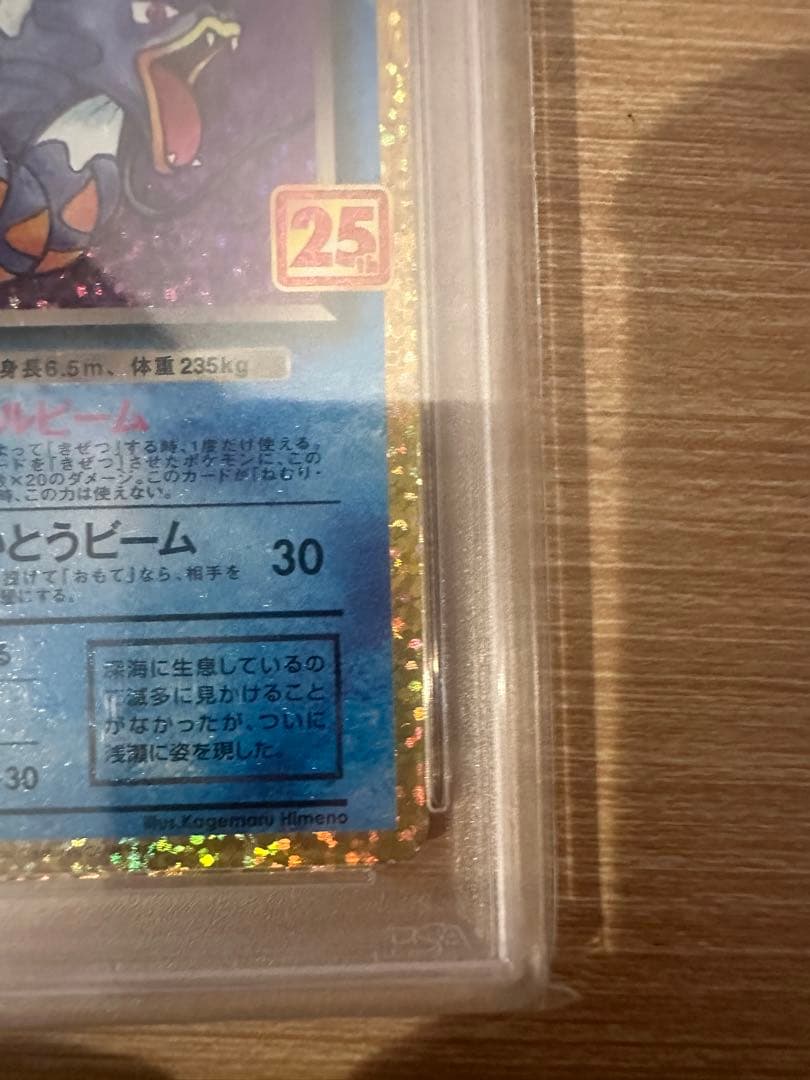 25th
身長6.5m、体重235kg
ルビーム
よって「きぜつ」する時、1度だけ使える。
ードを「きぜつ」させたポケモンに、この
×20のダメージ。このカードが「ねむり・
時、この力は使えない。
とうビーム 30
投げて「おもて」なら、相手を
にする。
る
深海に生息しているの
滅多に見かけること
がなかったが、ついに
浅瀬に姿を現した。
-30
Illus.Kagemaru Himeno
PSA